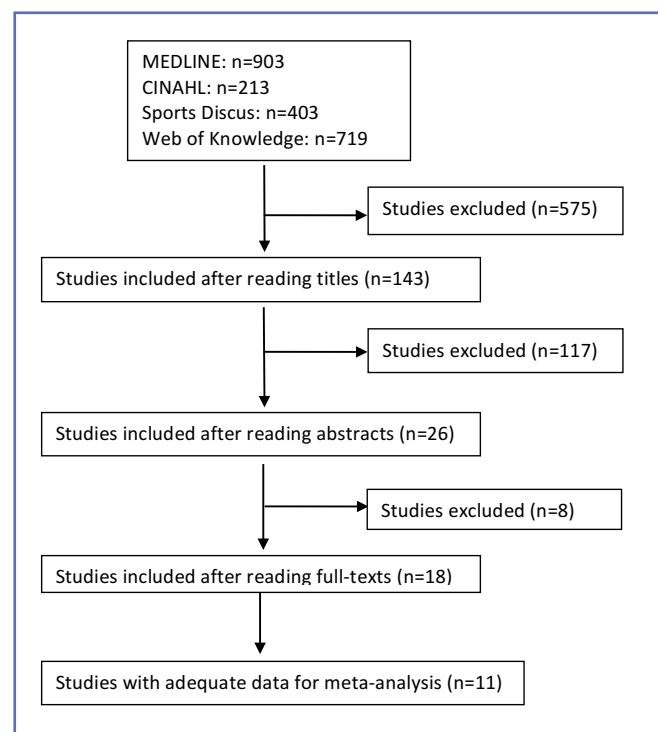 MEDLINE: n=903
CINAHL: n=213
Sports Discus: n=403
Web of Knowledge: n=719
Studies excluded (n=575)
Studies included after reading titles (n=143)
Studies excluded (n=117)
Studies included after reading abstracts (n=26)
Studies excluded (n=8)
Studies included after reading full-texts (n=18)
Studies with adequate data for meta-analysis (n=11)